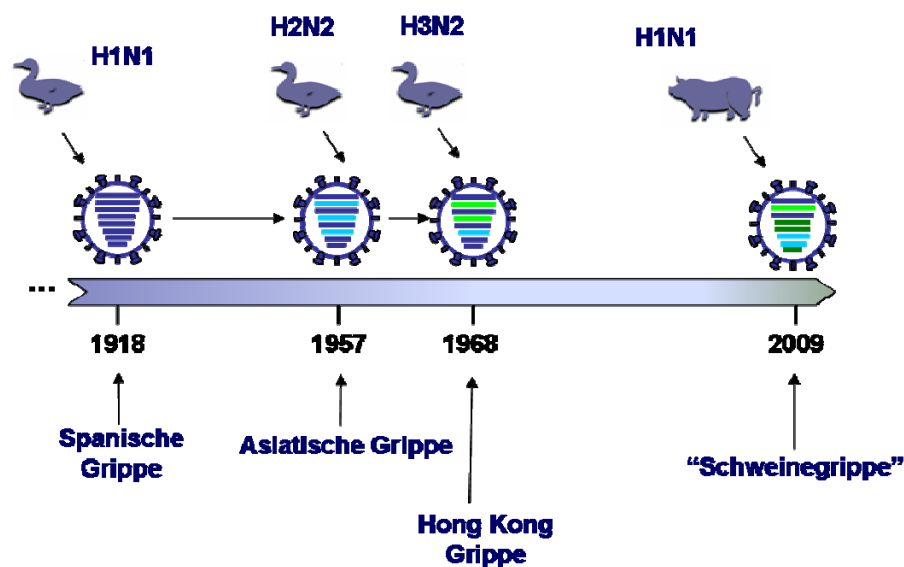 H1N1
H2N2
H3N2
H1N1
...
1918
1957
1968
2009
Spanische
Grippe
Asiatische Grippe
Hong Kong
Grippe
“Schweinegrippe”